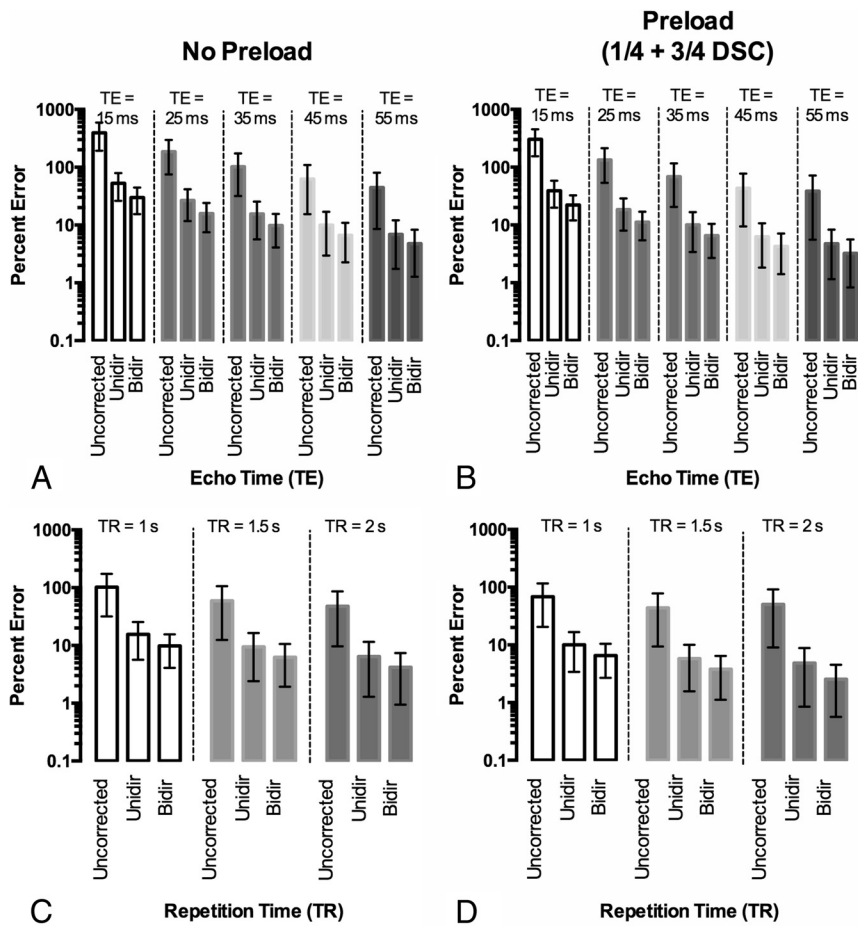 No Preload
Preload
(1/4 + 3/4 DSC)
TE = TE = TE = TE = TE =
15 ms 25 ms 35 ms 45 ms 55 ms
1000
100
10
1
0.1
Percent Error
Uncorrected Unidir Bidir Uncorrected Unidir Bidir Uncorrected Unidir Bidir Uncorrected Unidir Bidir Uncorrected Unidir Bidir
A
Echo Time (TE)
TE = TE = TE = TE = TE =
15 ms 25 ms 35 ms 45 ms 55 ms
1000
100
10
1
0.1
Percent Error
Uncorrected Unidir Bidir Uncorrected Unidir Bidir Uncorrected Unidir Bidir Uncorrected Unidir Bidir Uncorrected Unidir Bidir
B
Echo Time (TE)
TR = 1 s TR = 1.5 s TR = 2 s
1000
100
10
1
0.1
Percent Error
Uncorrected Unidir Bidir Uncorrected Unidir Bidir Uncorrected Unidir Bidir
C
Repetition Time (TR)
TR = 1 s TR = 1.5 s TR = 2 s
1000
100
10
1
0.1
Percent Error
Uncorrected Unidir Bidir Uncorrected Unidir Bidir Uncorrected Unidir Bidir
D
Repetition Time (TR)